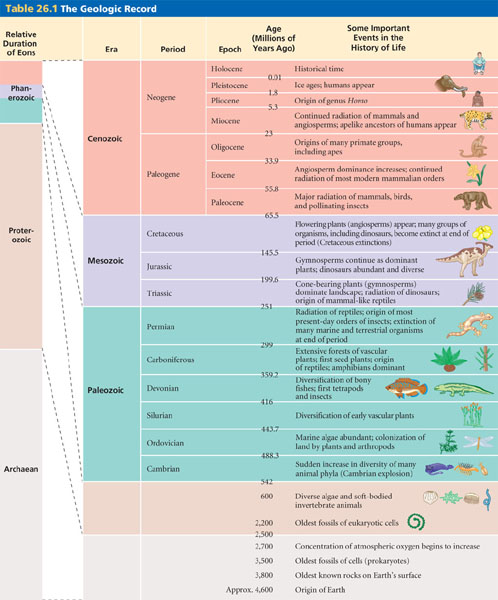 Table 26.1 The Geologic Record
Relative
Duration
of Eons
Era
Period
Epoch
Age
(Millions of
Years Ago)
Some Important
Events in the
History of Life
Phan-
erozoic
Proter-
ozoic
Archaean
Cenozoic
Neogene
Holocene
Historical time
0.01
Pleistocene
Ice ages; humans appear
1.8
Pliocene
Origin of genus Homo
5.3
Miocene
Continued radiation of mammals and
angiosperms; apelike ancestors of humans appear
23
Paleogene
Oligocene
Origins of many primate groups,
including apes
33.9
Eocene
Angiosperm dominance increases; continued
radiation of most modern mammalian orders
55.8
Paleocene
Major radiation of mammals, birds,
and pollinating insects
65.5
Mesozoic
Cretaceous
Flowering plants (angiosperms) appear; many groups of
organisms, including dinosaurs, become extinct at end of
period (Cretaceous extinctions)
145.5
Jurassic
Gymnosperms continue as dominant
plants; dinosaurs abundant and diverse
199.6
Triassic
Cone-bearing plants (gymnosperms)
dominate landscape; radiation of dinosaurs;
origin of mammal-like reptiles
251
Paleozoic
Permian
Radiation of reptiles; origin of most
present-day orders of insects; extinction of
many marine and terrestrial organisms
at end of period
299
Carboniferous
Extensive forests of vascular
plants; first seed plants; origin
of reptiles; amphibians dominant
359.2
Devonian
Diversification of bony
fishes; first tetrapods
and insects
416
Silurian
Diversification of early vascular plants
443.7
Ordovician
Marine algae abundant; colonization of
land by plants and arthropods
488.3
Cambrian
Sudden increase in diversity of many
animal phyla (Cambrian explosion)
542
600
Diverse algae and soft-bodied
invertebrate animals
2,200
Oldest fossils of eukaryotic cells
2,500
2,700
Concentration of atmospheric oxygen begins to increase
3,500
Oldest fossils of cells (prokaryotes)
3,800
Oldest known rocks on Earth's surface
Approx. 4,600
Origin of Earth